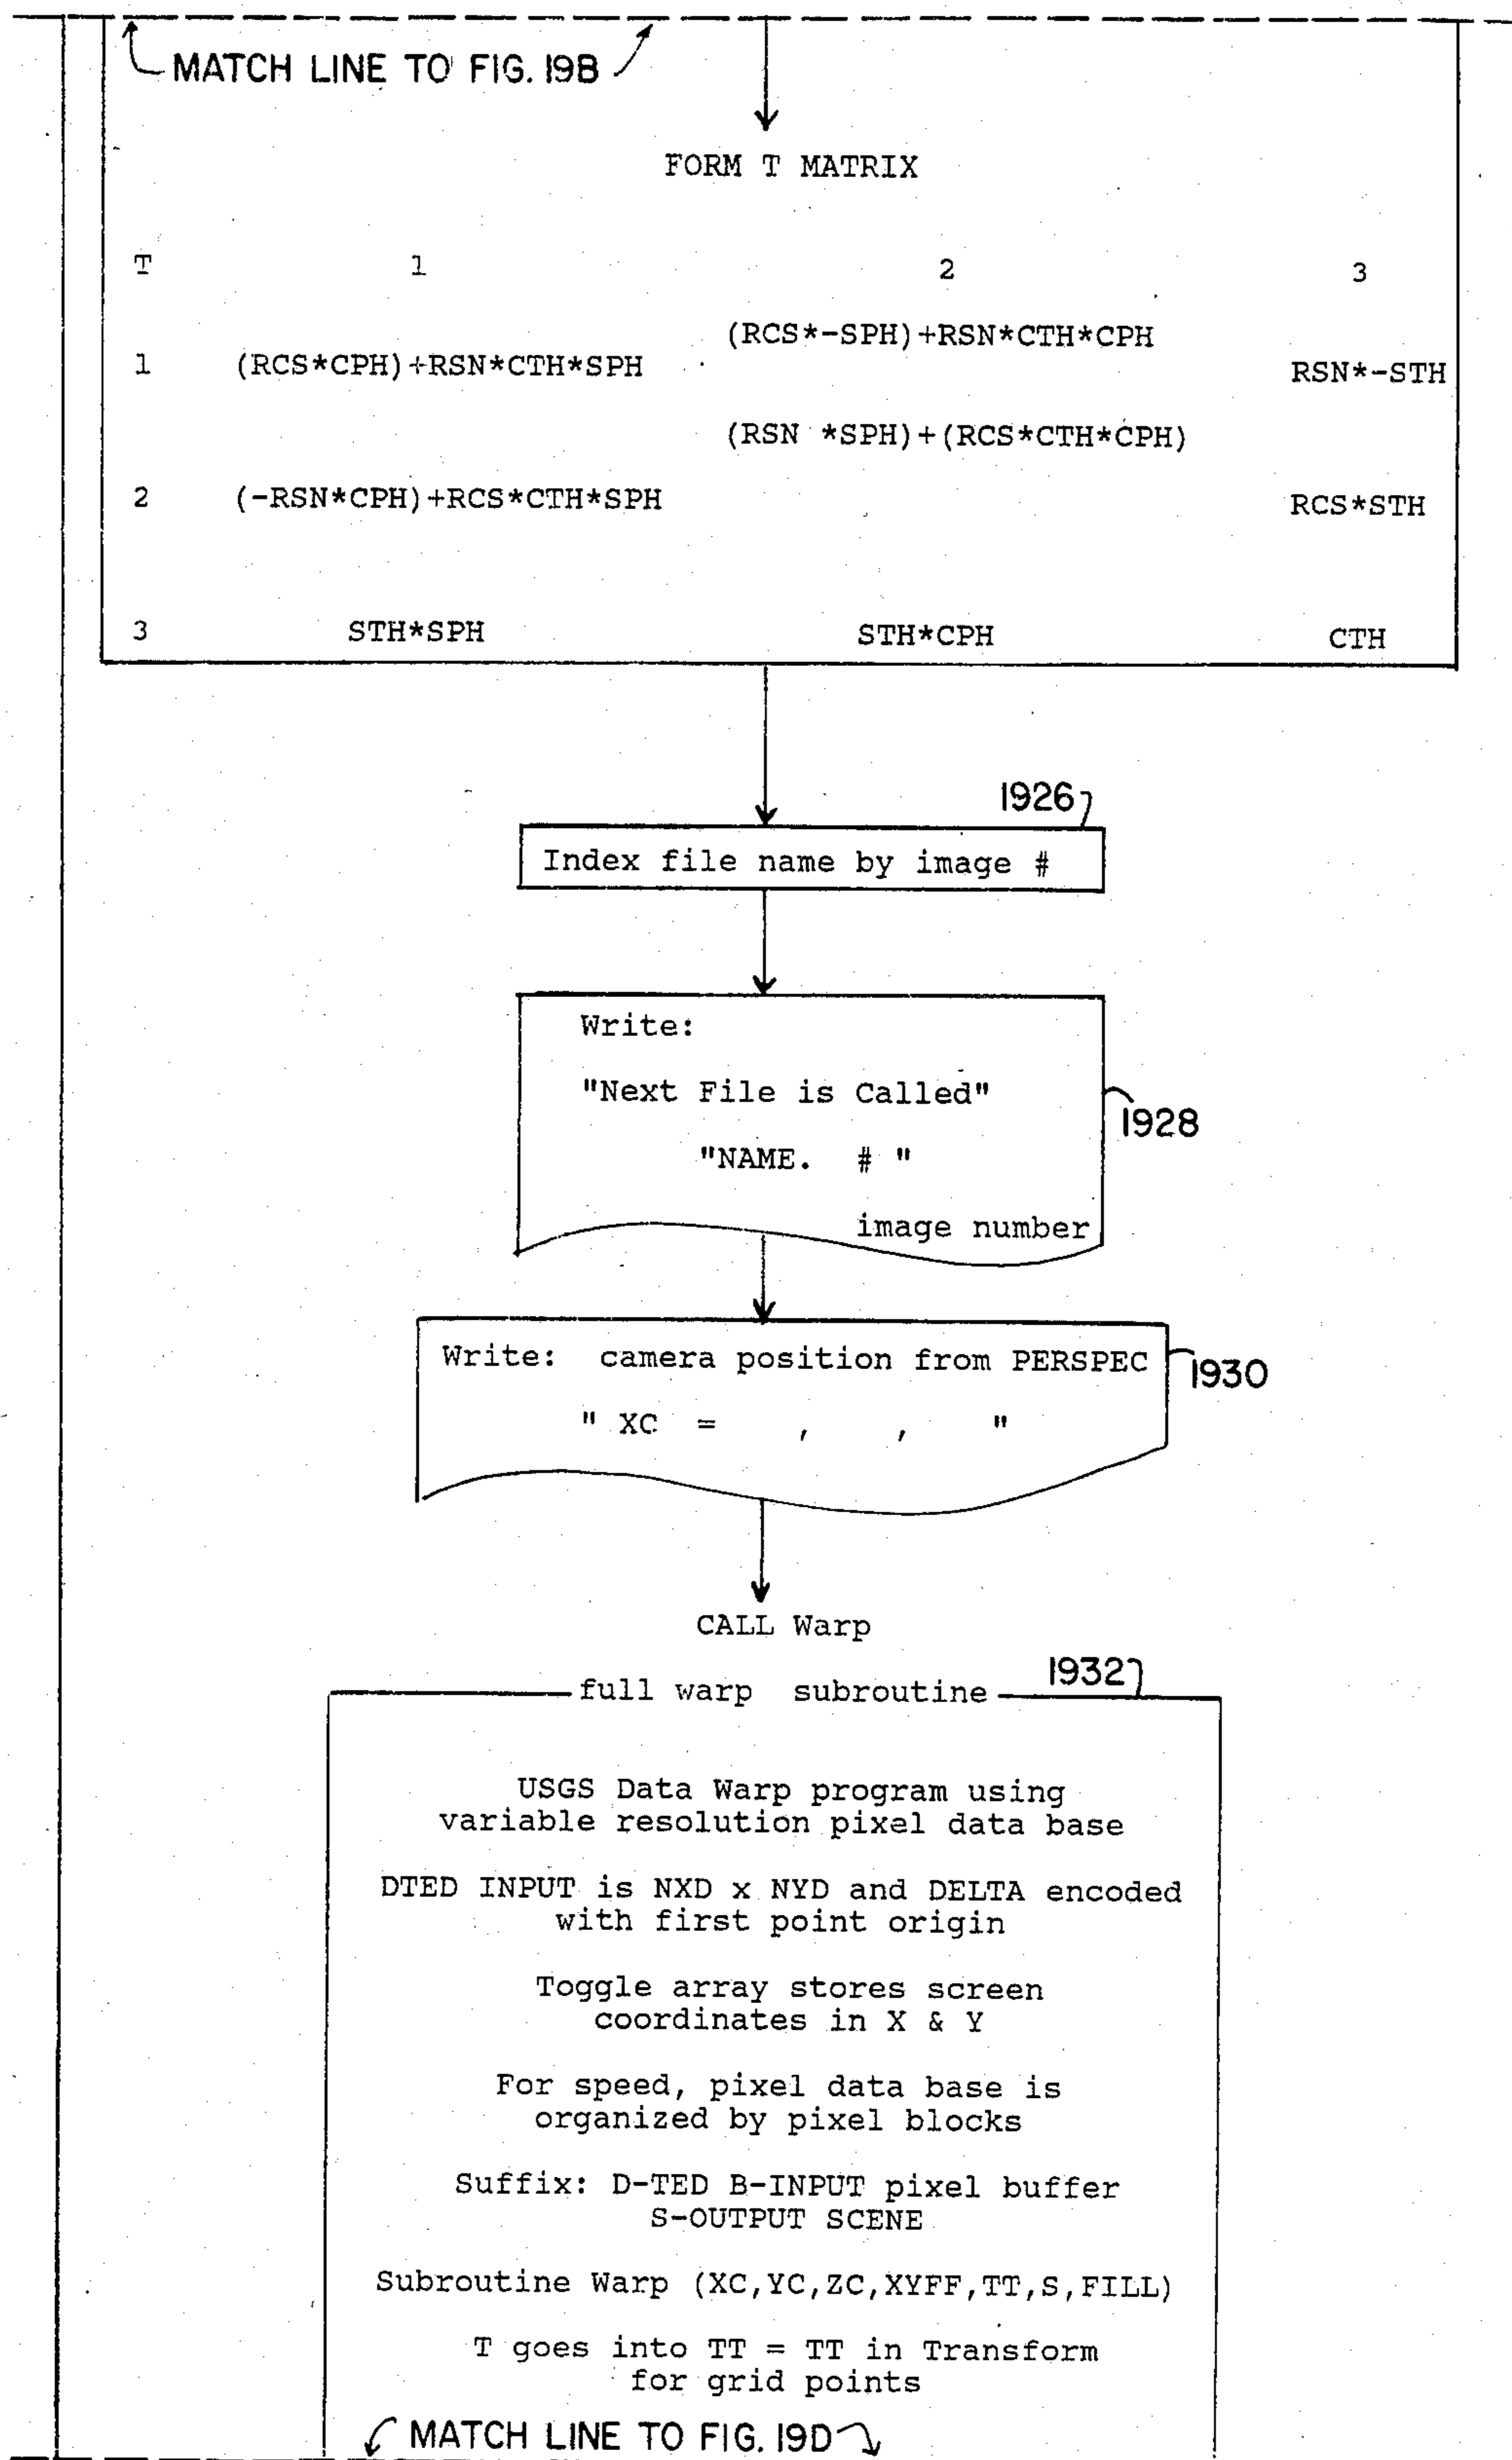 MATCH LINE TO FIG. 19B
FORM T MATRIX
T 1 2 3
(RCS*-SPH)+RSN*CTH*CPH
1 (RCS*CPH)+RSN*CTH*SPH RSN*-STH
(RSN *SPH)+(RCS*CTH*CPH)
2 (-RSN*CPH)+RCS*CTH*SPH RCS*STH
3 STH*SPH STH*CPH CTH
1926
Index file name by image #
Write:
"Next File is Called"
1928
"NAME. # "
image number
Write: camera position from PERSPEC
1930
" XC = , , "
CALL Warp
1932
full warp subroutine
USGS Data Warp program using
variable resolution pixel data base
DTED INPUT is NXD x NYD and DELTA encoded
with first point origin
Toggle array stores screen
coordinates in X & Y
For speed, pixel data base is
organized by pixel blocks
Suffix: D-TED B-INPUT pixel buffer
S-OUTPUT SCENE
Subroutine Warp (XC,YC,ZC,XYFF,TT,S,FILL)
T goes into TT = TT in Transform
for grid points
MATCH LINE TO FIG. 19D